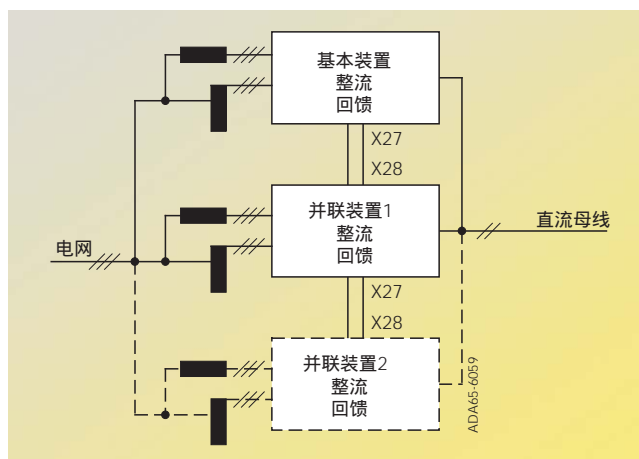 基本装置
整流
回馈
X27
X28
并联装置1
整流
回馈
电网
直流母线
X27
X28
并联装置2
整流
回馈
ADA65-6059